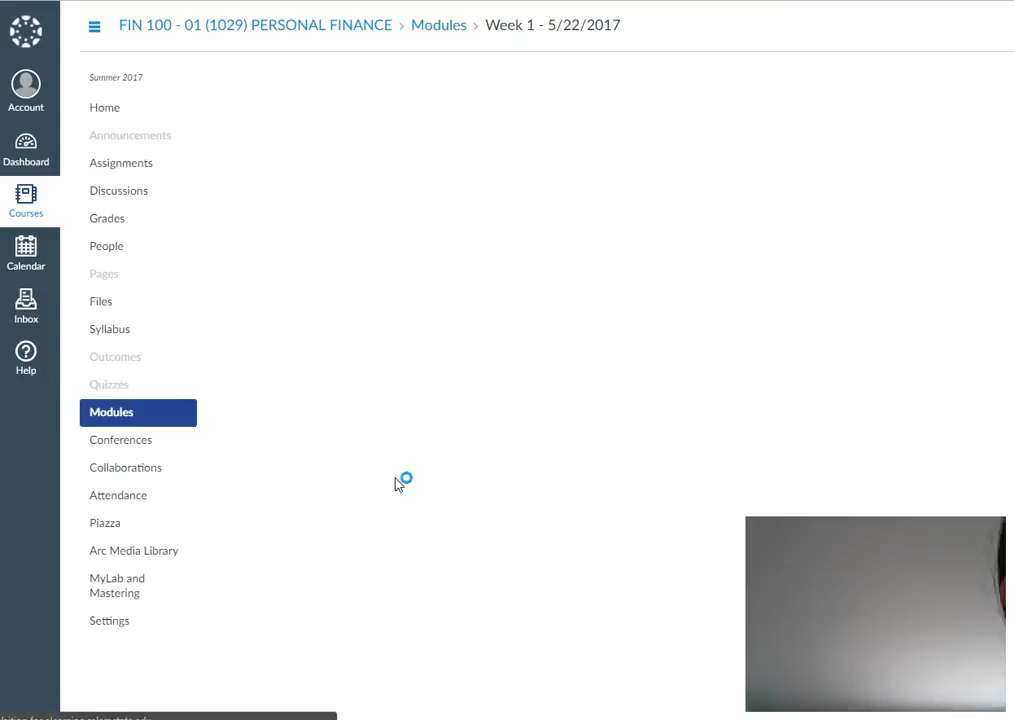 FIN 100 - 01 (1029) PERSONAL FINANCE > Modules > Week 1 - 5/22/2017
Account
Dashboard
Courses
Calendar
Inbox
Help
Summer 2017
Home
Announcements
Assignments
Discussions
Grades
People
Pages
Files
Syllabus
Outcomes
Quizzes
Modules
Conferences
Collaborations
Attendance
Piazza
Arc Media Library
MyLab and
Mastering
Settings